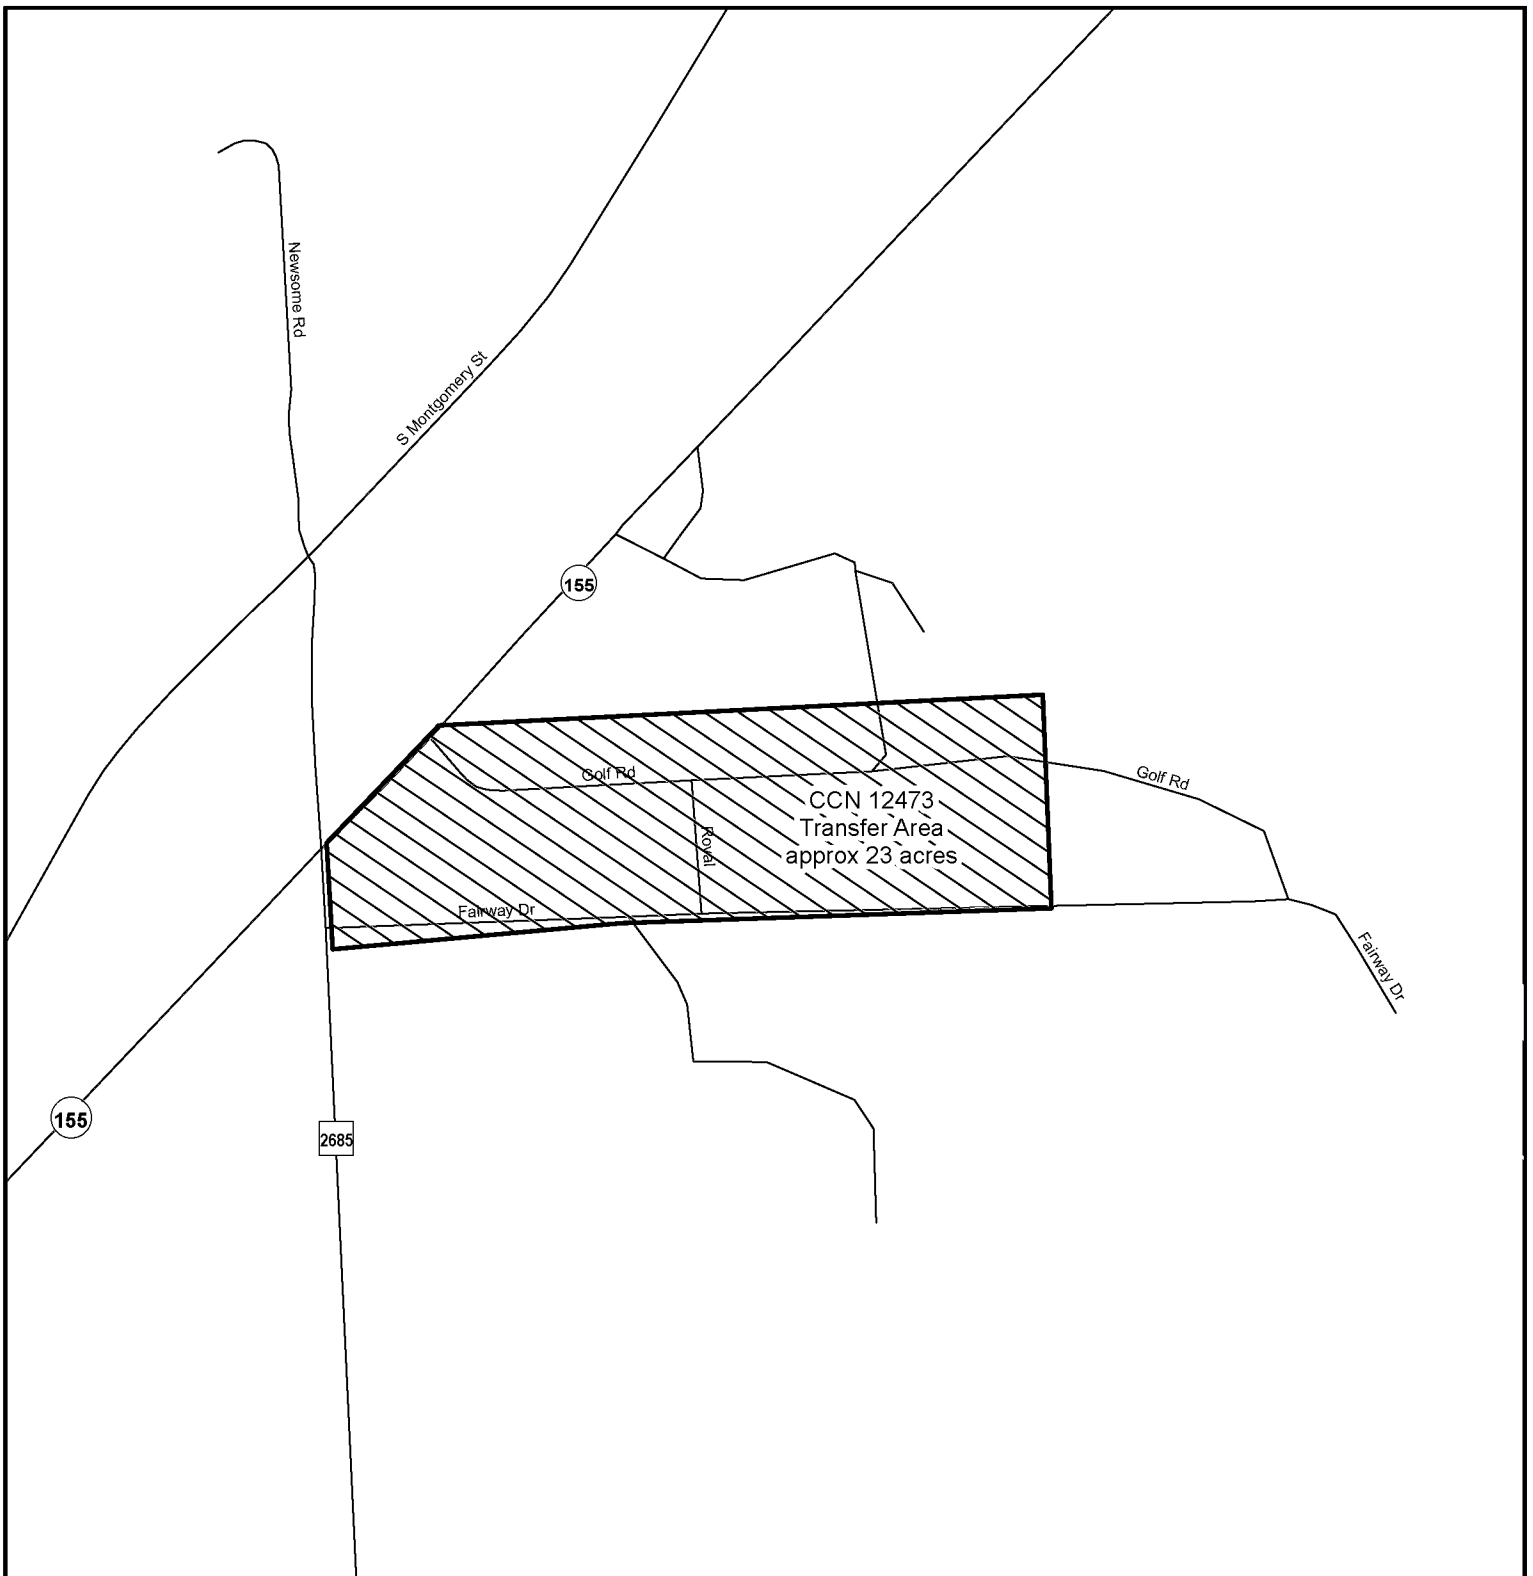 Newsome Rd
S Montgomery St
155
Golf Rd
Golf Rd
CCN 12473
Transfer Area
approx 23 acres
Royal
Fairway Dr
Fairway Dr
155
2685